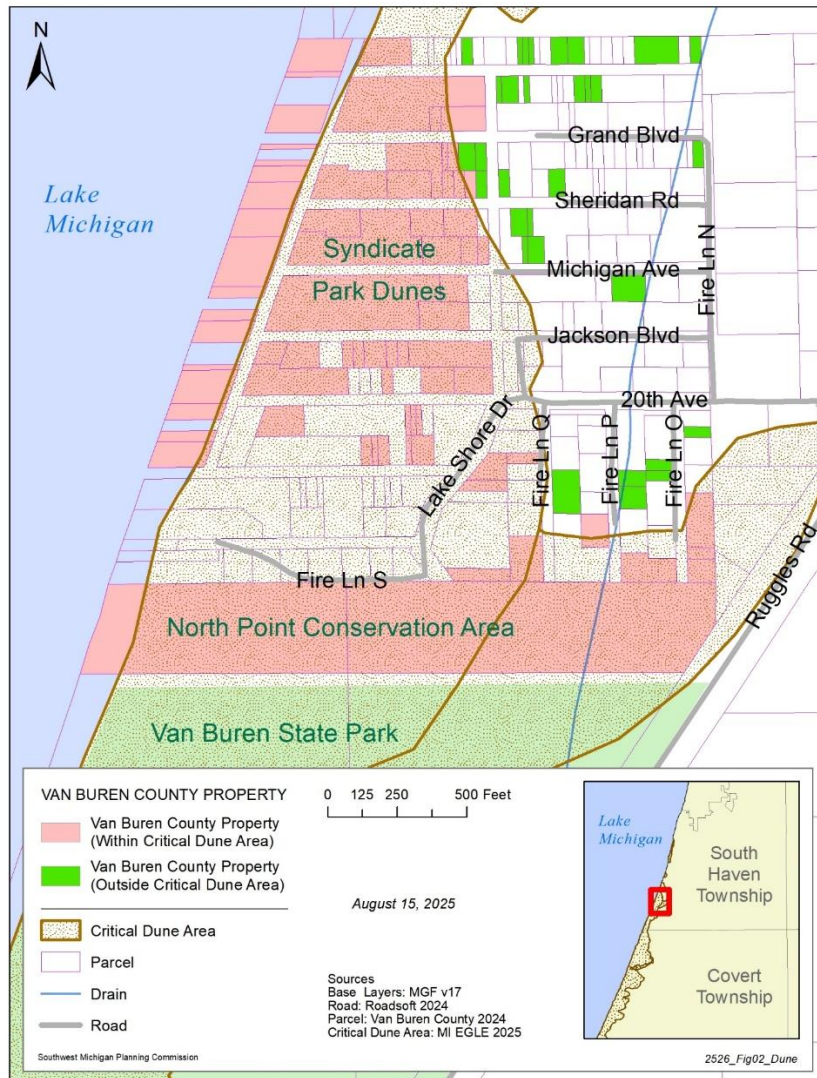 N
Grand Blvd
Sheridan Rd
Fire Ln N
Lake
Michigan
Syndicate
Park Dunes
Michigan Ave
Jackson Blvd
20th Ave
Lake Shore Dr
Fire Ln Q
Fire Ln P
Fire Ln O
Ruggles Rd
Fire Ln S
North Point Conservation Area
Van Buren State Park
VAN BUREN COUNTY PROPERTY
Van Buren County Property
(Within Critical Dune Area)
Van Buren County Property
(Outside Critical Dune Area)
Critical Dune Area
Parcel
Drain
Road
Southwest Michigan Planning Commission
0 125 250 500 Feet
August 15, 2025
Sources
Base Layers: MGF v17
Road: Roadsoft 2024
Parcel: Van Buren County 2024
Critical Dune Area: MI EGLE 2025
Lake
Michigan
South
Haven
Township
Covert
Township
2526_Fig02_Dune